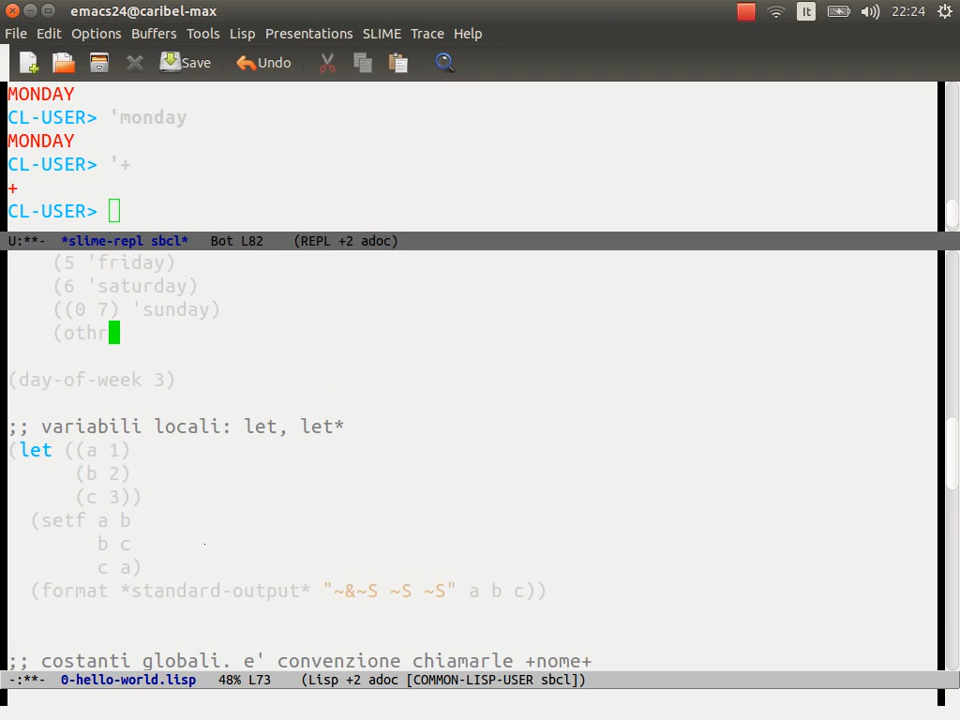 emacs24@caribel-max It 22:24
File Edit Options Buffers Tools Lisp Presentations SLIME Trace Help
Save Undo
MONDAY
CL-USER> 'monday
MONDAY
CL-USER> '+
+
CL-USER>
U:**- *slime-repl sbcl* Bot L82 (REPL +2 adoc)
(5 'friday)
(6 'saturday)
((0 7) 'sunday)
(othr
(day-of-week 3)
;; variabili locali: let, let*
(let ((a 1)
(b 2)
(c 3))
(setf a b
b c
c a)
(format *standard-output* "~&~S ~S ~S" a b c))
;; costanti globali. e' convenzione chiamarle +nome+
-:**- 0-hello-world.lisp 48% L73 (Lisp +2 adoc [COMMON-LISP-USER sbcl])